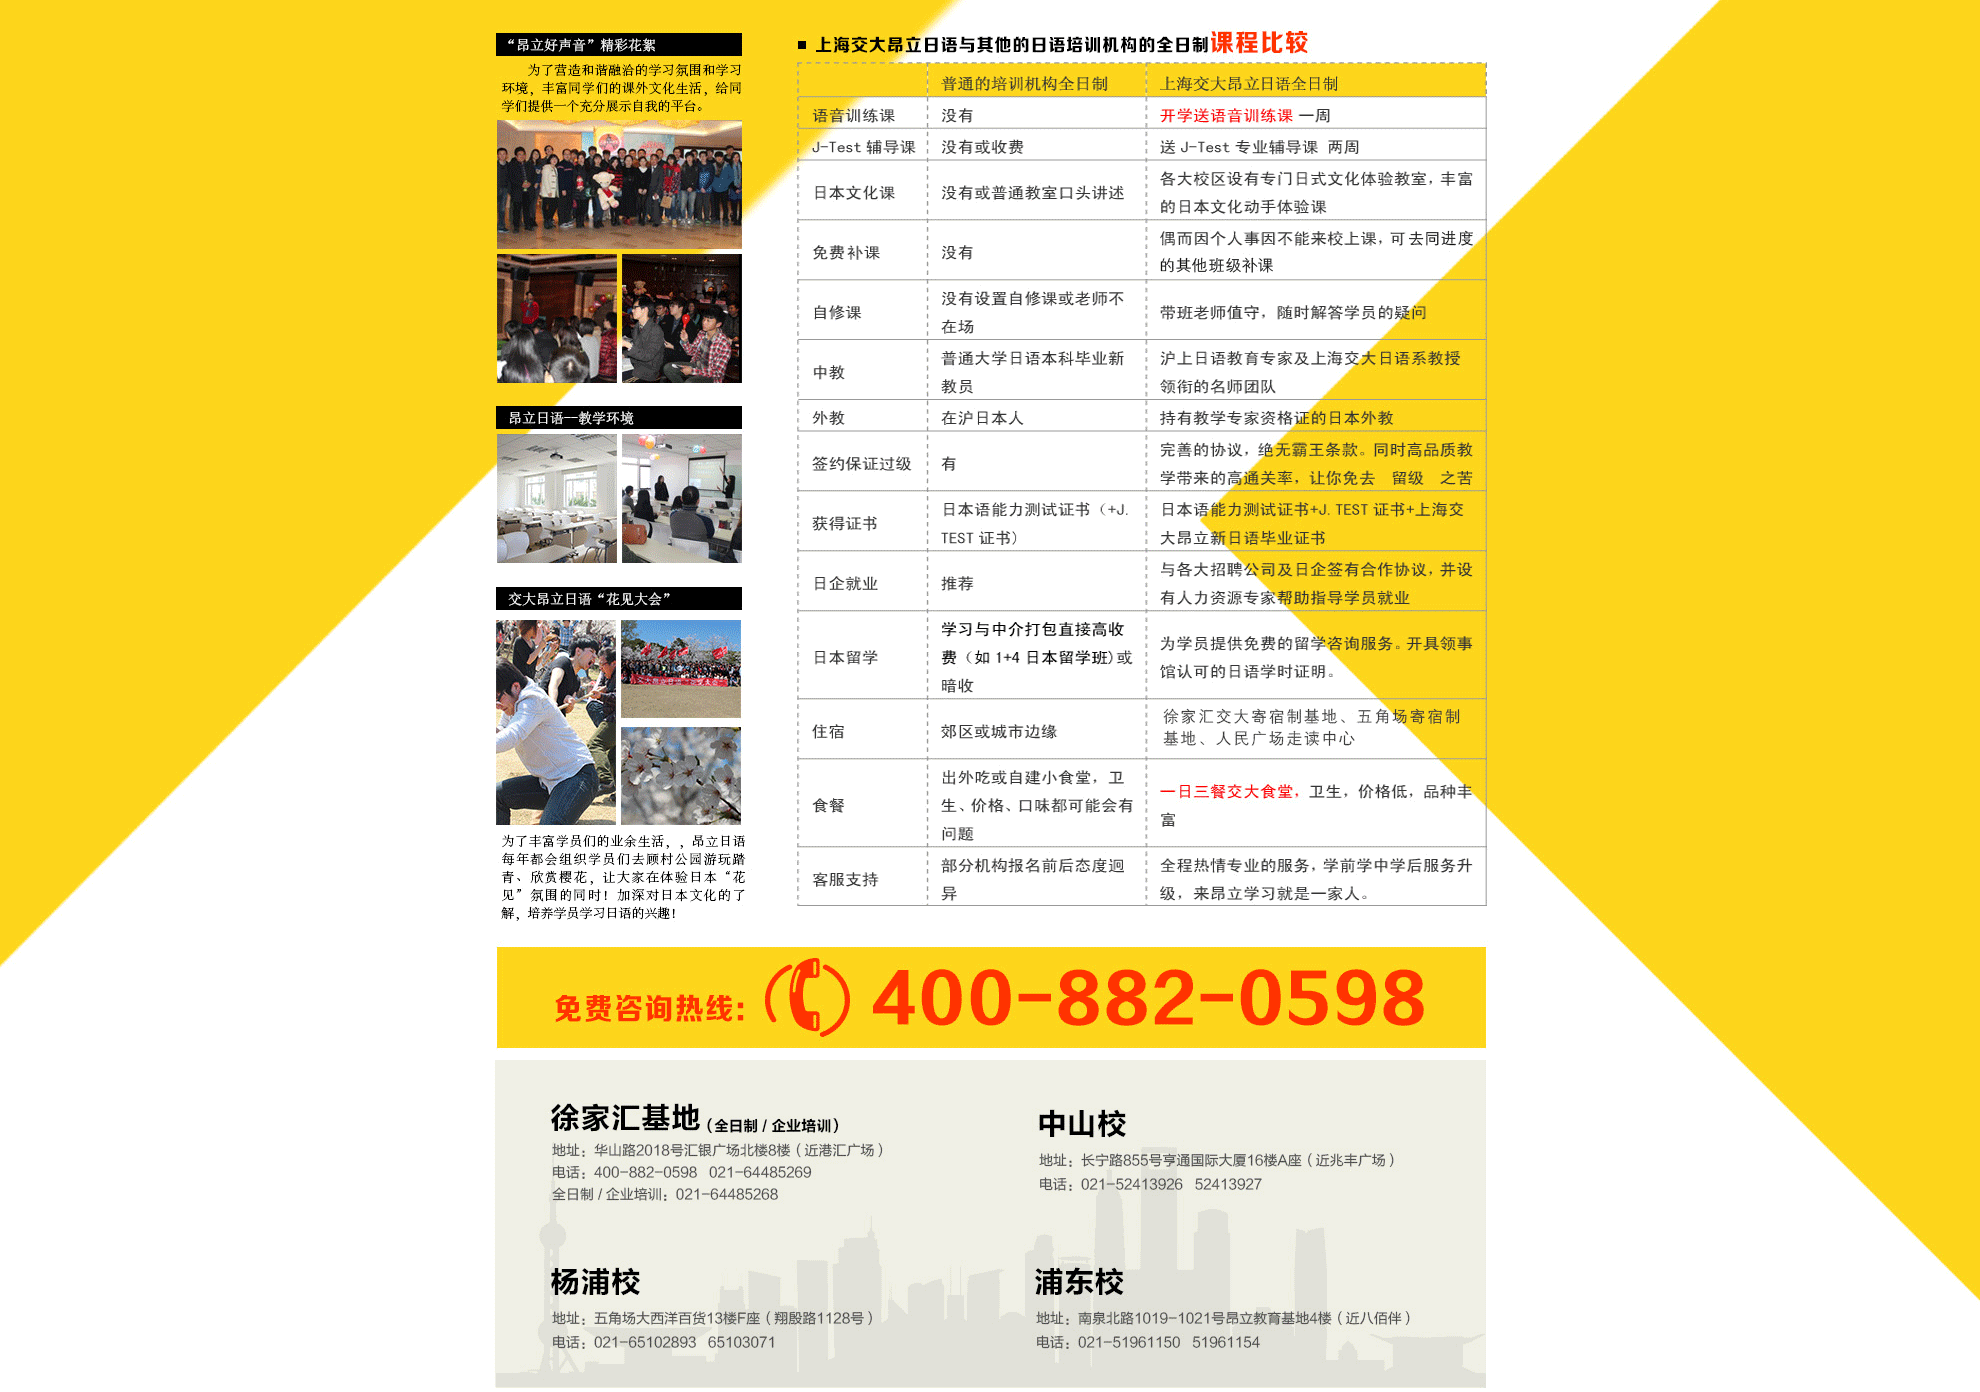 “昂立好声音”精彩花絮
为了营造和谐融洽的学习氛围和学习
环境，丰富同学们的课外文化生活，给同
学们提供一个充分展示自我的平台。
昂立日语--教学环境
交大昂立日语“花见大会”
为了丰富学员们的业余生活，，昂立日语
每年都会组织学员们去顾村公园游玩踏
青、欣赏樱花，让大家在体验日本“花
见”氛围的同时！加深对日本文化的了
解，培养学员学习日语的兴趣！
■ 上海交大昂立日语与其他的日语培训机构的全日制课程比较
普通的培训机构全日制
上海交大昂立日语全日制
语音训练课
没有
开学送语音训练课 一周
J-Test 辅导课
没有或收费
送 J-Test 专业辅导课 两周
日本文化课
没有或普通教室口头讲述
各大校区设有专门日式文化体验教室，丰富
的日本文化动手体验课
免费补课
没有
偶而因个人事因不能来校上课，可去同进度
的其他班级补课
自修课
没有设置自修课或老师不
在场
带班老师值守，随时解答学员的疑问
中教
普通大学日语本科毕业新
教员
沪上日语教育专家及上海交大日语系教授
领衔的名师团队
外教
在沪日本人
持有教学专家资格证的日本外教
签约保证过级
有
完善的协议，绝无霸王条款。同时高品质教
学带来的高通关率，让你免去 留级 之苦
获得证书
日本语能力测试证书（+J.
TEST 证书）
日本语能力测试证书+J. TEST 证书+上海交
大昂立新日语毕业证书
日企就业
推荐
与各大招聘公司及日企签有合作协议，并设
有人力资源专家帮助指导学员就业
日本留学
学习与中介打包直接高收
费（如 1+4 日本留学班)或
暗收
为学员提供免费的留学咨询服务。开具领事
馆认可的日语学时证明。
住宿
郊区或城市边缘
徐家汇交大寄宿制基地、五角场寄宿制
基地、人民广场走读中心
食餐
出外吃或自建小食堂，卫
生、价格、口味都可能会有
问题
一日三餐交大食堂，卫生，价格低，品种丰
富
客服支持
部分机构报名前后态度迥
异
全程热情专业的服务，学前学中学后服务升
级，来昂立学习就是一家人。
免费咨询热线: 400-882-0598
徐家汇基地（全日制 / 企业培训）
地址：华山路2018号汇银广场北楼8楼（近港汇广场）
电话：400-882-0598 021-64485269
全日制 / 企业培训：021-64485268
中山校
地址：长宁路855号亨通国际大厦16楼A座（近兆丰广场）
电话：021-52413926 52413927
杨浦校
地址：五角场大西洋百货13楼F座（翔殷路1128号）
电话：021-65102893 65103071
浦东校
地址：南泉北路1019-1021号昂立教育基地4楼（近八佰伴）
电话：021-51961150 51961154